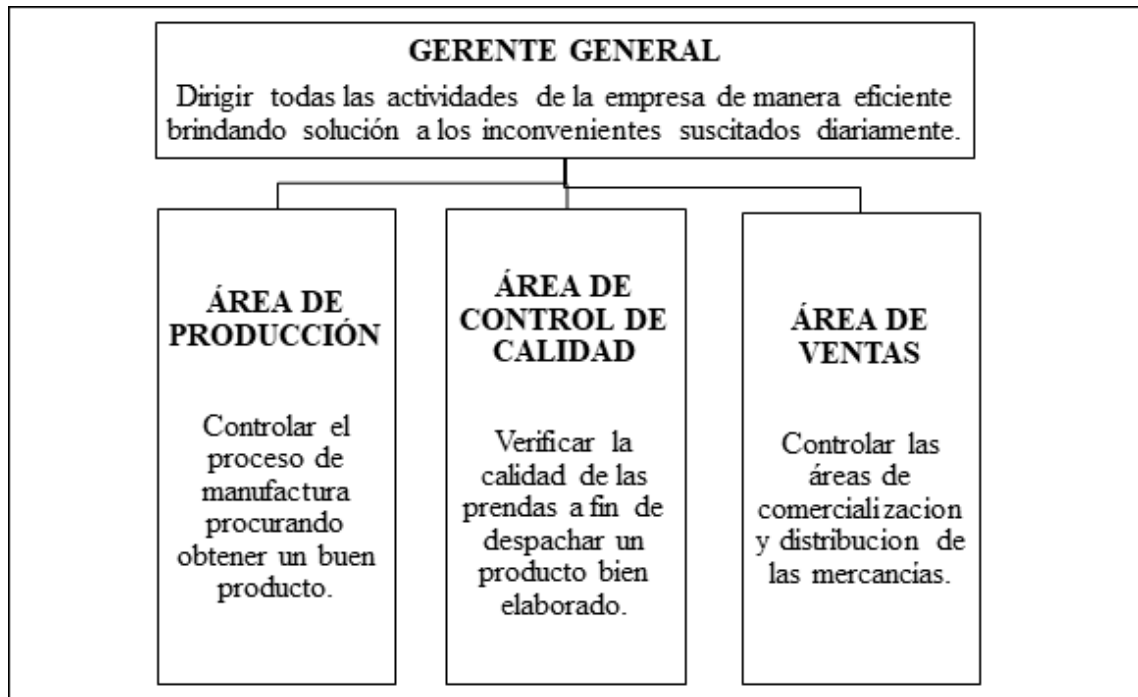 GERENTE GENERAL
Dirigir todas las actividades de la empresa de manera eficiente
brindando solución a los inconvenientes suscitados diariamente.
ÁREA DE
PRODUCCIÓN
Controlar el
proceso de
manufactura
procurando
obtener un buen
producto.
ÁREA DE
CONTROL DE
CALIDAD
Verificar la
calidad de las
prendas a fin de
despachar un
producto bien
elaborado.
ÁREA DE
VENTAS
Controlar las
áreas de
comercializacion
y distribucion de
las mercancías.